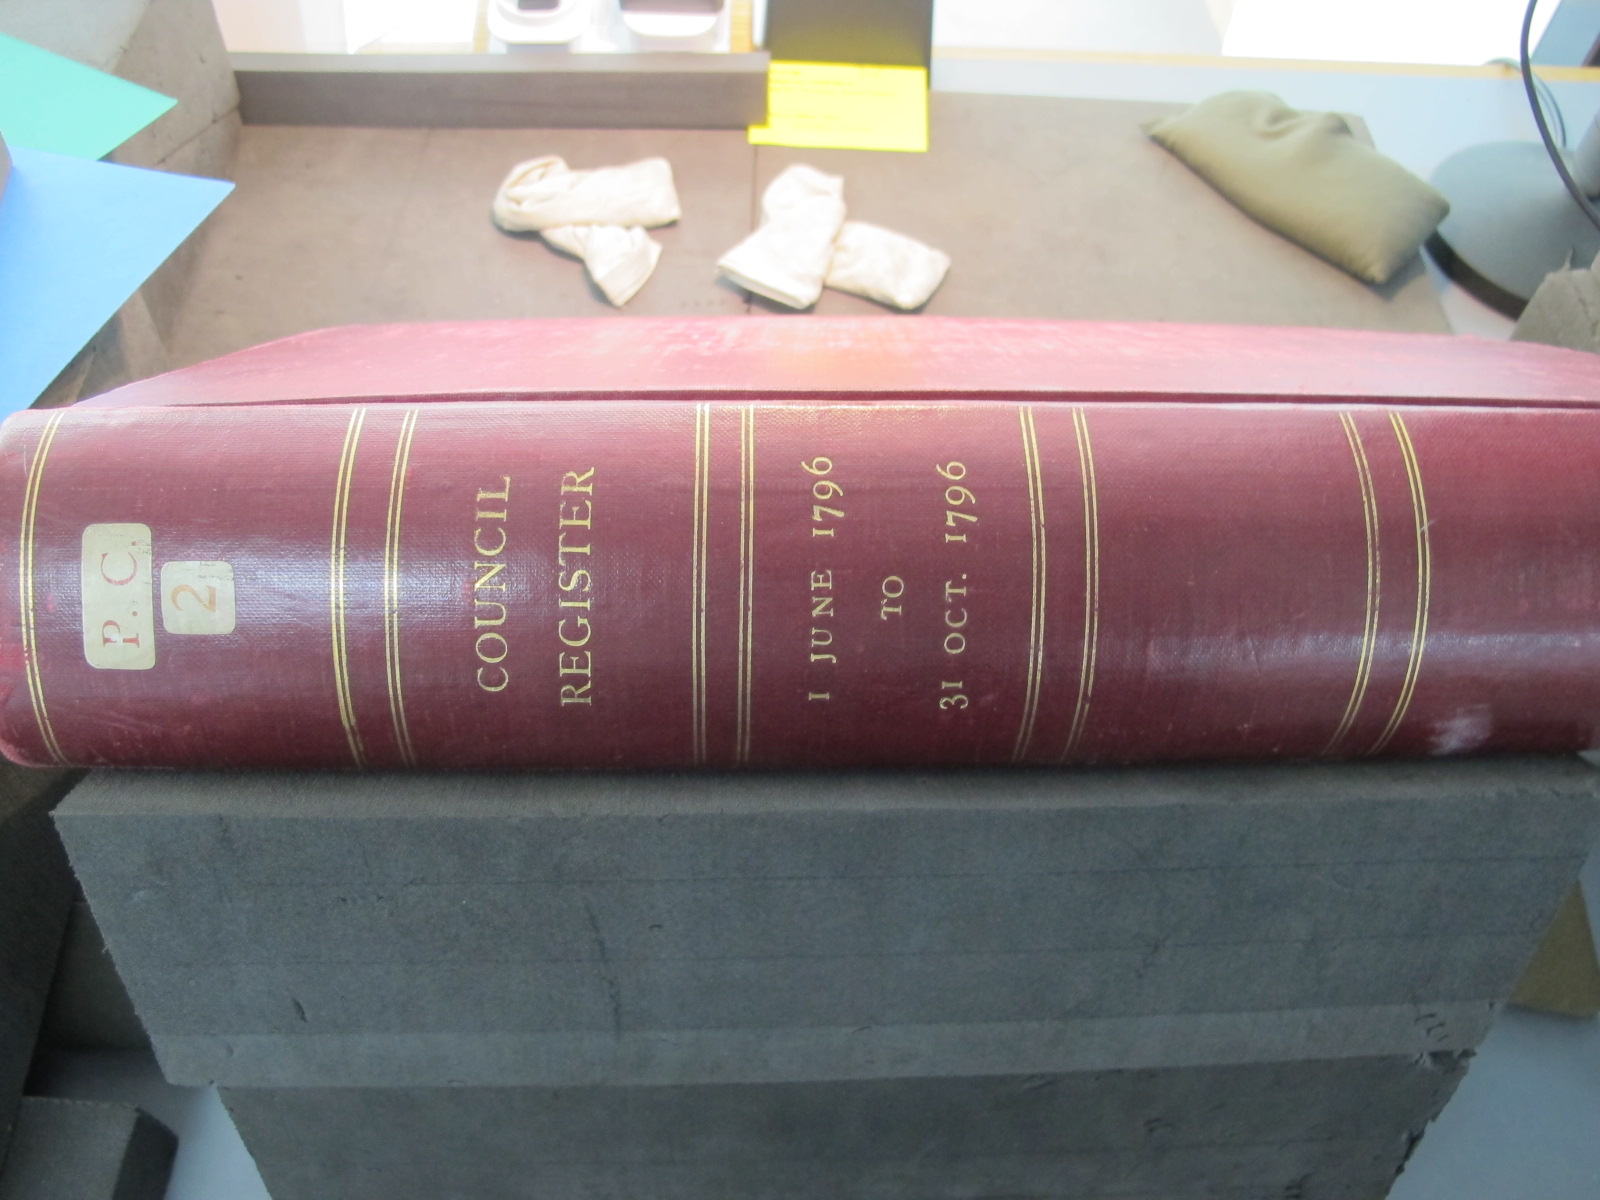 P. C.
2
COUNCIL
REGISTER
1 JUNE 1796
TO
31 OCT. 1796